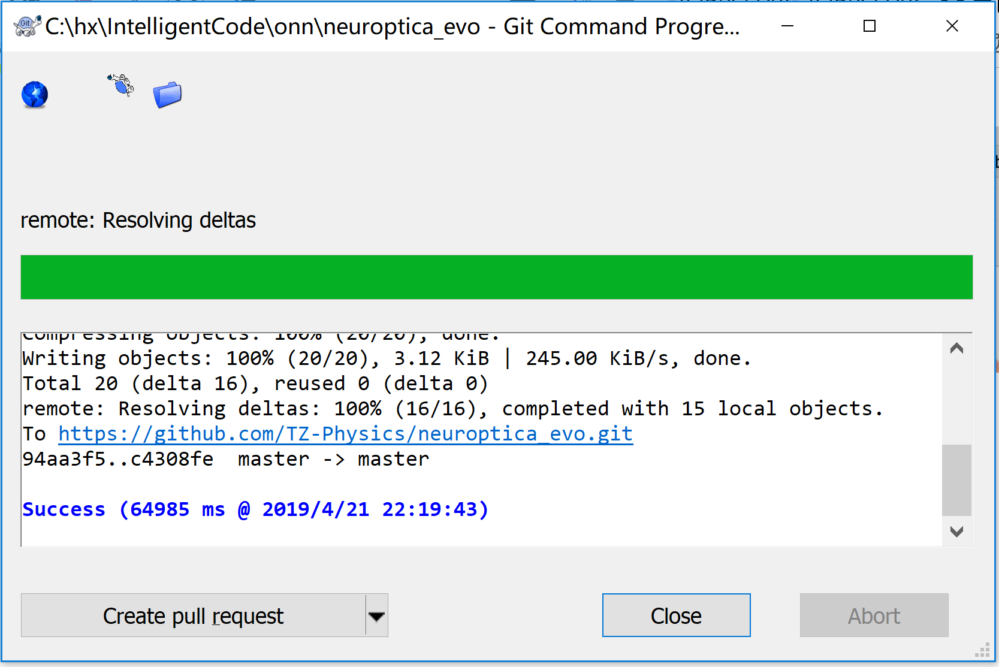 Git
C:\hx\IntelligentCode\onn\neuroptica_evo - Git Command Progre...
remote: Resolving deltas
Compressing objects: 100% (20/20), done.
Writing objects: 100% (20/20), 3.12 KiB | 245.00 KiB/s, done.
Total 20 (delta 16), reused 0 (delta 0)
remote: Resolving deltas: 100% (16/16), completed with 15 local objects.
To https://github.com/TZ-Physics/neuroptica_evo.git
94aa3f5..c4308fe  master -> master
Success (64985 ms @ 2019/4/21 22:19:43)
Create pull request
Close
Abort